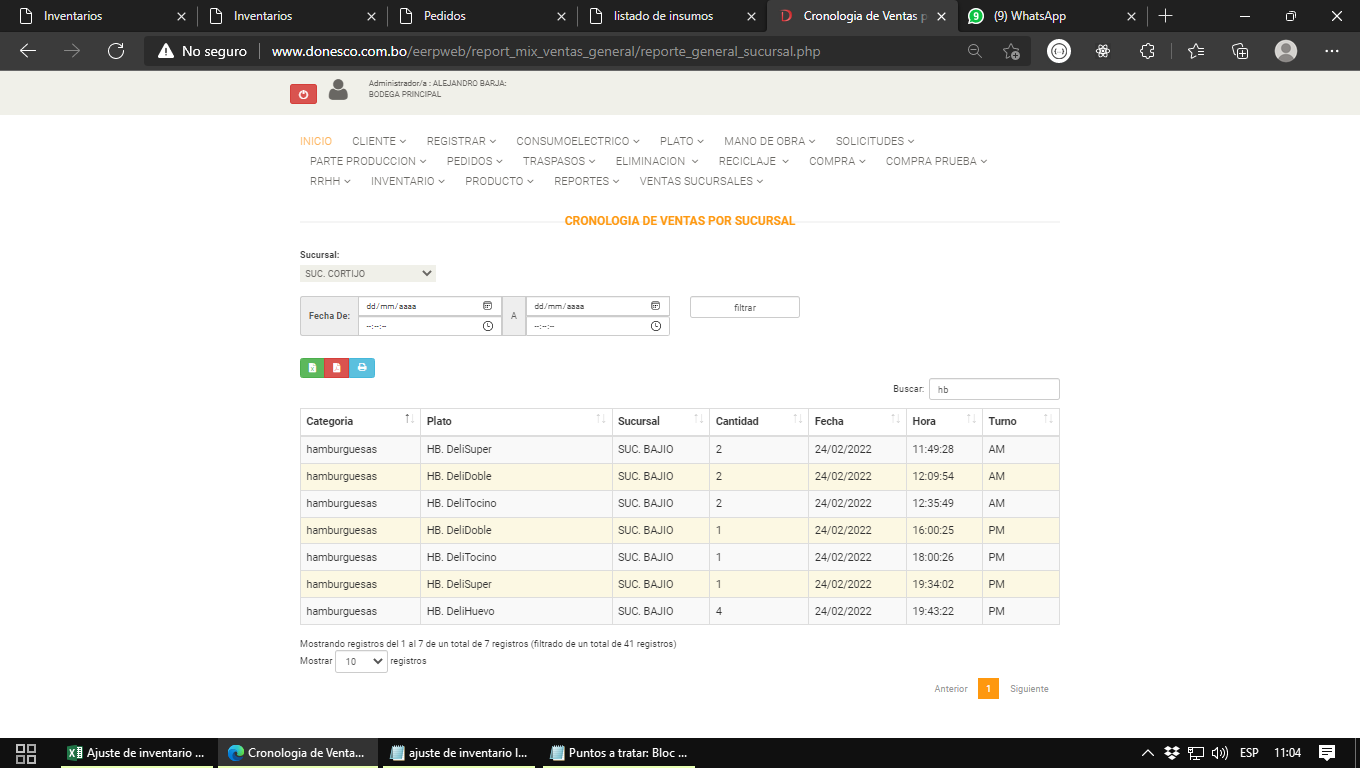 Inventarios
Inventarios
Pedidos
listado de insumos
Cronologia de Ventas p
(9) WhatsApp
No seguro
www.donesco.com.bo/eerpweb/report_mix_ventas_general/reporte_general_sucursal.php
Administrador/a : ALEJANDRO BARJA:
BODEGA PRINCIPAL
INICIO CLIENTE REGISTRAR CONSUMOELECTRICO PLATO MANO DE OBRA SOLICITUDES
PARTE PRODUCCION PEDIDOS TRASPASOS ELIMINACION RECICLAJE COMPRA COMPRA PRUEBA
RRHH INVENTARIO PRODUCTO REPORTES VENTAS SUCURSALES
CRONOLOGIA DE VENTAS POR SUCURSAL
Sucursal:
SUC. CORTIJO
Fecha De: dd/mm/aaaa --:--:-- A dd/mm/aaaa --:--:-- filtrar
Buscar: hb
Categoria Plato Sucursal Cantidad Fecha Hora Turno
hamburguesas HB. DeliSuper SUC. BAJIO 2 24/02/2022 11:49:28 AM
hamburguesas HB. DeliDoble SUC. BAJIO 2 24/02/2022 12:09:54 AM
hamburguesas HB. DeliTocino SUC. BAJIO 2 24/02/2022 12:35:49 AM
hamburguesas HB. DeliDoble SUC. BAJIO 1 24/02/2022 16:00:25 PM
hamburguesas HB. DeliTocino SUC. BAJIO 1 24/02/2022 18:00:26 PM
hamburguesas HB. DeliSuper SUC. BAJIO 1 24/02/2022 19:34:02 PM
hamburguesas HB. DeliHuevo SUC. BAJIO 4 24/02/2022 19:43:22 PM
Mostrando registros del 1 al 7 de un total de 7 registros (filtrado de un total de 41 registros)
Mostrar 10 registros
Anterior 1 Siguiente
Ajuste de inventario ...
Cronologia de Venta...
ajuste de inventario I...
Puntos a tratar: Bloc ...
ESP
11:04